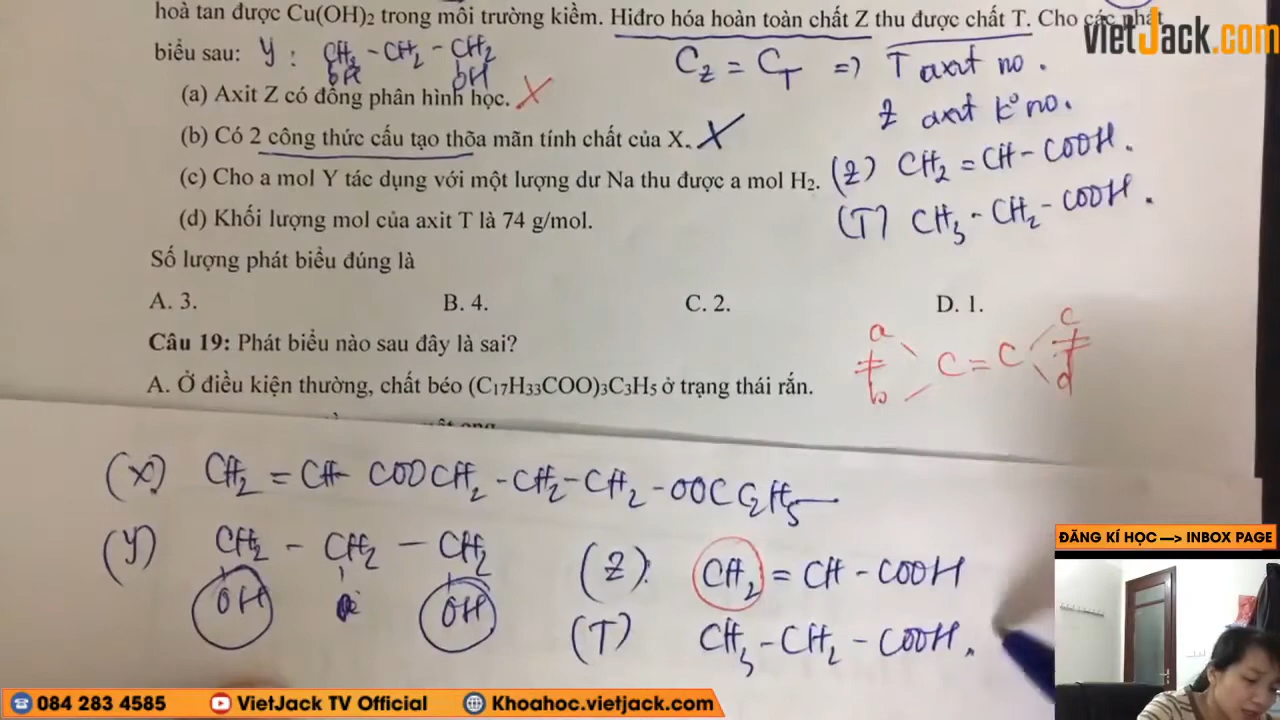 hoà tan được Cu(OH)2 trong môi trường kiềm. Hiđro hóa hoàn toàn chất Z thu được chất T. Cho các phát
vietJack.com
biểu sau: Y : CH2 - CH2 - CH2
OH OH
CZ = CT => T axit no.
(a) Axit Z có đồng phân hình học. X
Z axit k° no.
(b) Có 2 công thức cấu tạo thõa mãn tính chất của X. X
(Z) CH2 = CH - COOH.
(c) Cho a mol Y tác dụng với một lượng dư Na thu được a mol H2.
(T) CH3 - CH2 - COOH.
(d) Khối lượng mol của axit T là 74 g/mol.
Số lượng phát biểu đúng là
A. 3. B. 4. C. 2. D. 1.
Câu 19: Phát biểu nào sau đây là sai?
a c
C = C
b d
A. Ở điều kiện thường, chất béo (C17H33COO)3C3H5 ở trạng thái rắn.
(X) CH2 = CH COOCH2 - CH2 - CH2 - OOC C2H5
(Y) CH2 - CH2 - CH2
OH OH
(Z): CH2 = CH - COOH
(T) CH3 - CH2 - COOH.
ĐĂNG KÍ HỌC —> INBOX PAGE
084 283 4585 VietJack TV Official Khoahoc.vietjack.com